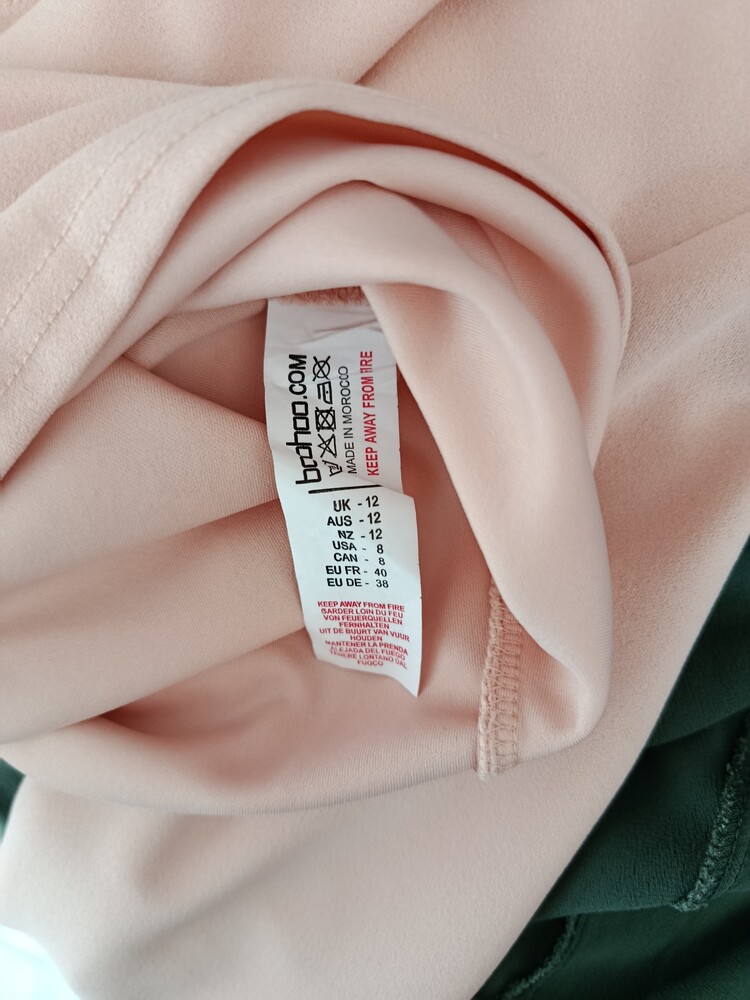 boohoo.COM
MADE IN MOROCCO
KEEP AWAY FROM FIRE
UK - 12
AUS - 12
NZ - 12
USA - 8
CAN - 8
EU FR - 40
EU DE - 38
KEEP AWAY FROM FIRE
GARDER LOIN DU FEU
VON FEUERQUELLEN
FERNHALTEN
UIT DE BUURT VAN VUUR
HOUDEN
MANTENER LA PRENDA
ALEJADA DEL FUEGO
TENERE LONTANO DAL
FUOCO